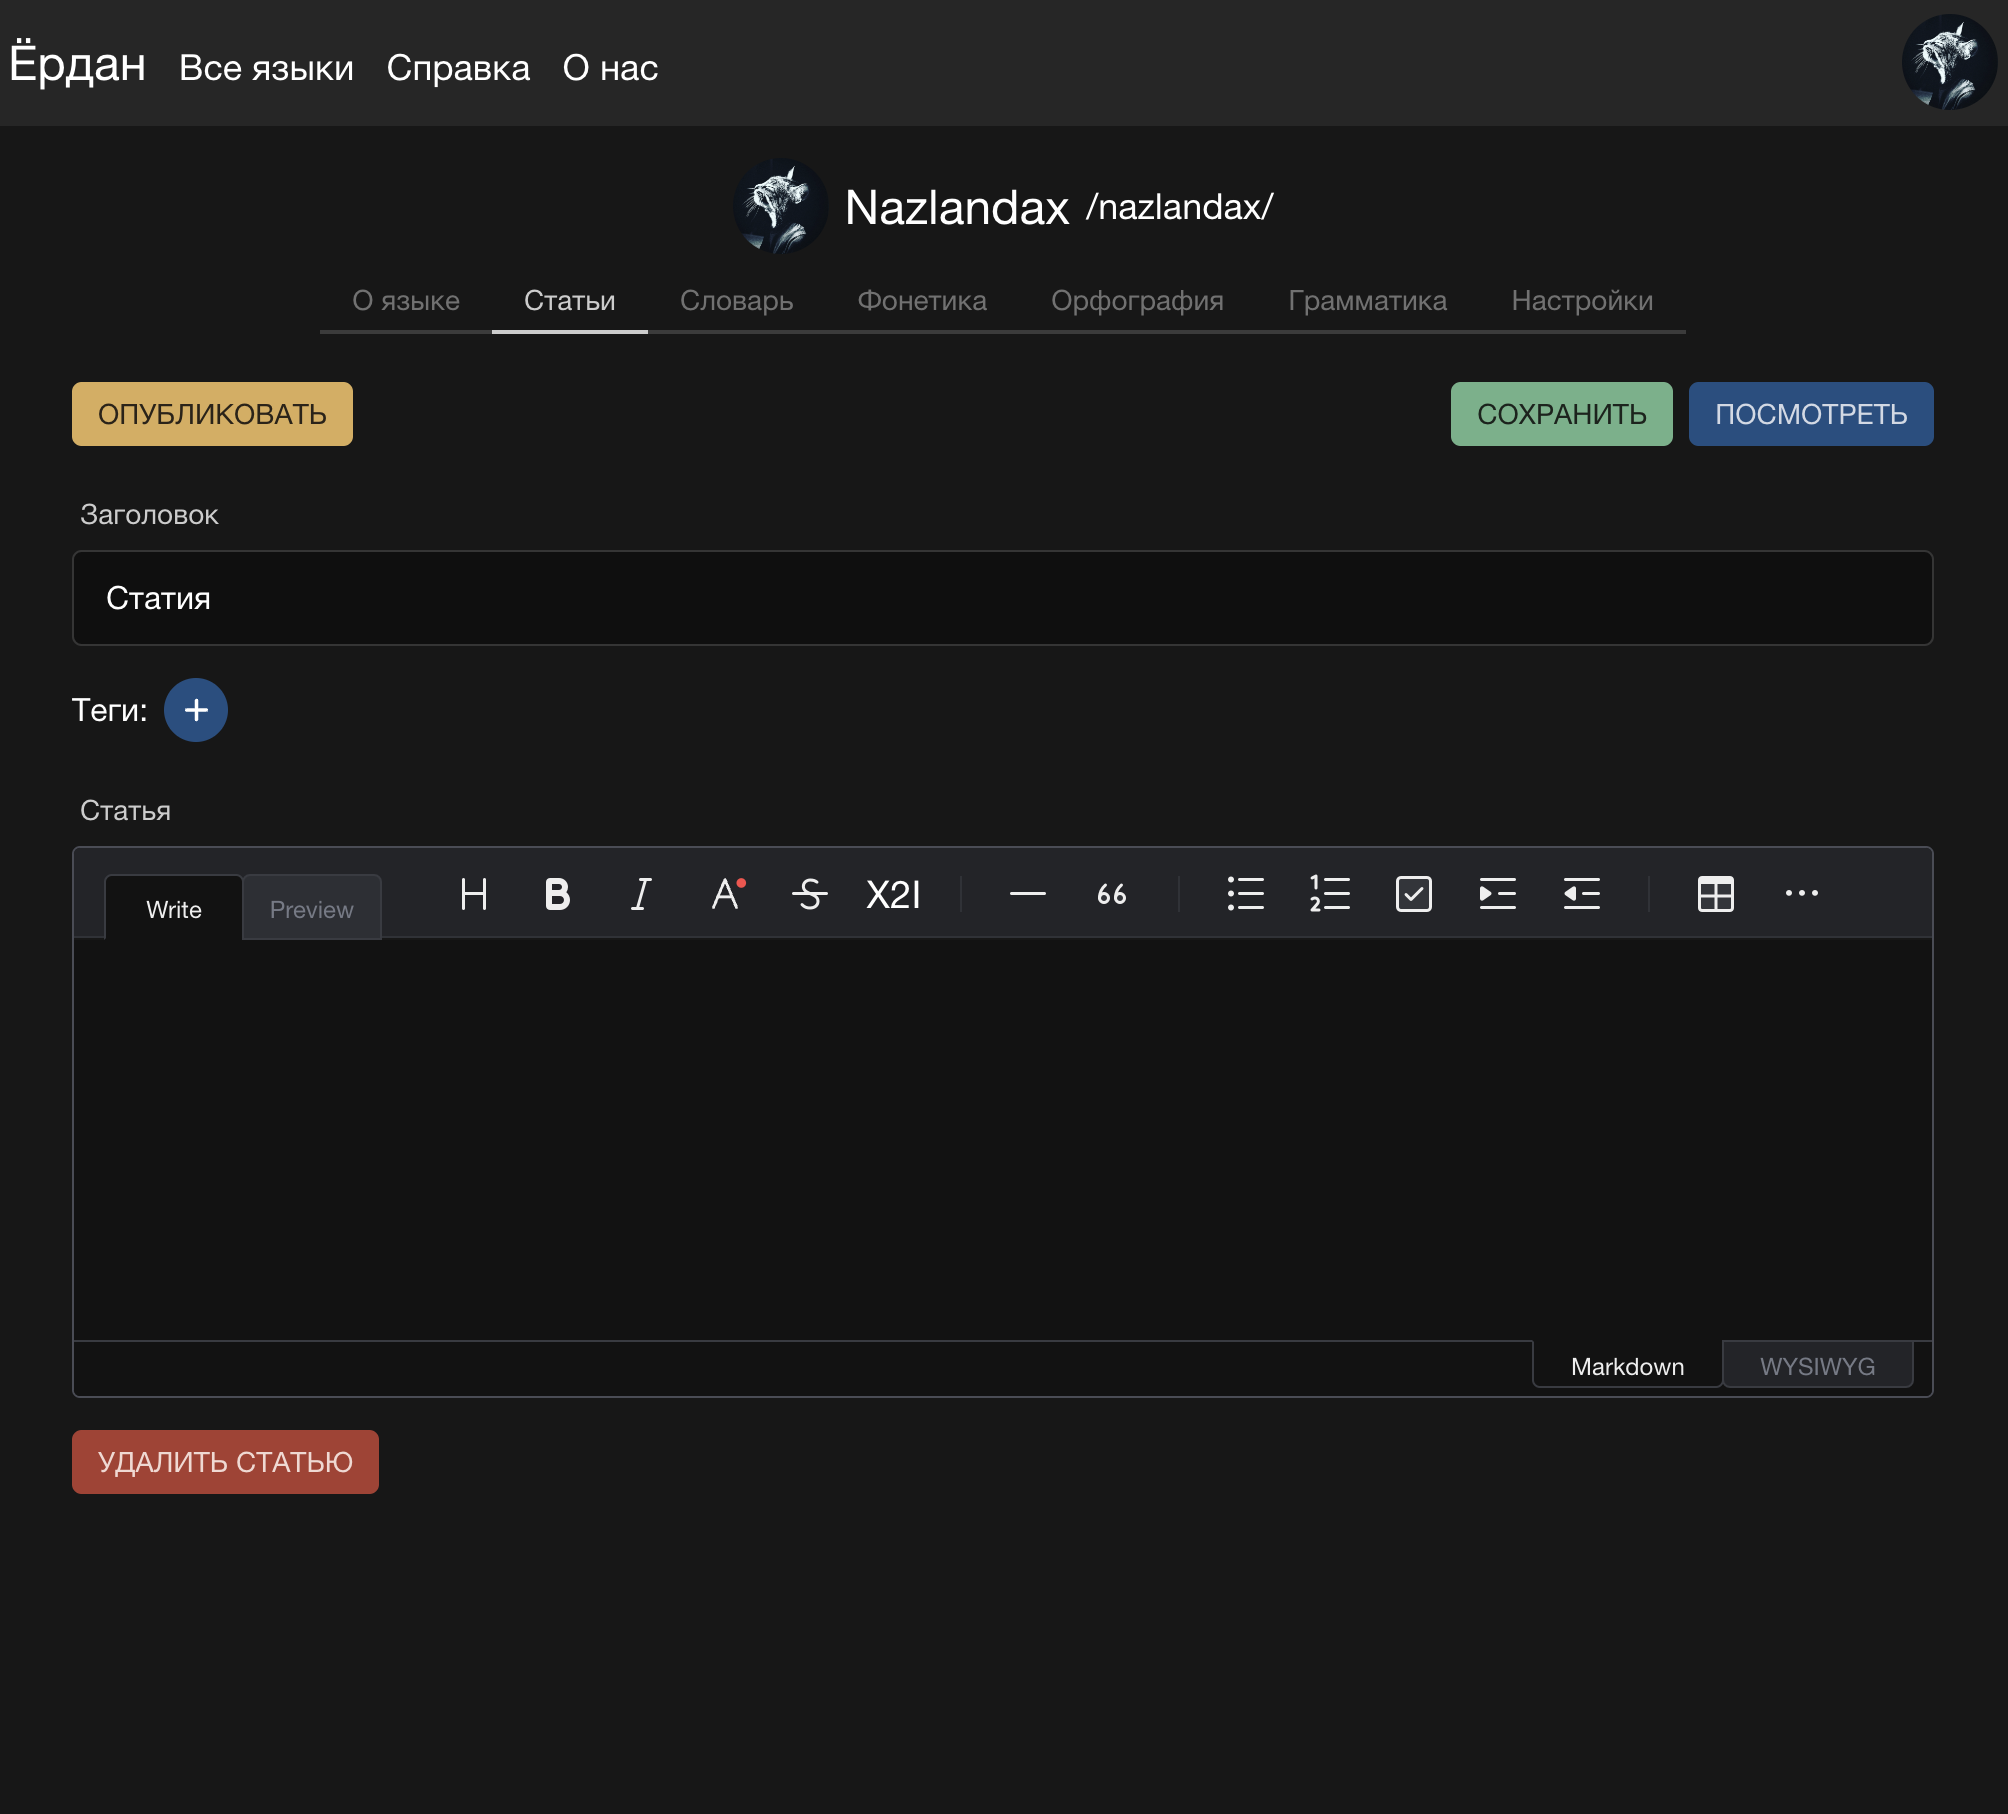 Ёрдан Все языки Справка О нас
Nazlandax /nazlandax/
О языке Статьи Словарь Фонетика Орфография Грамматика Настройки
ОПУБЛИКОВАТЬ СОХРАНИТЬ ПОСМОТРЕТЬ
Заголовок
Статия
Теги: +
Статья
Write Preview H B I A S X2I — 66
Markdown WYSIWYG
УДАЛИТЬ СТАТЬЮ